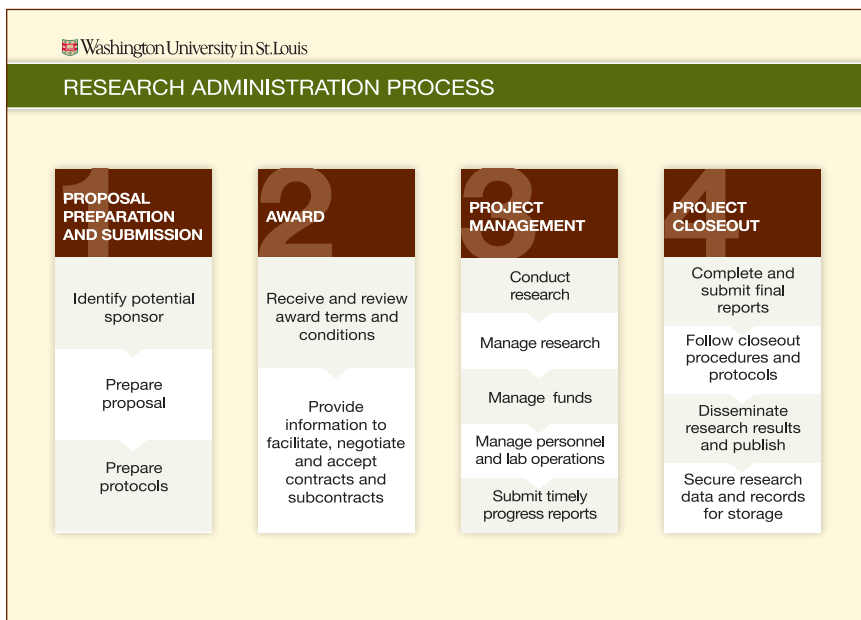 Washington University in St. Louis
RESEARCH ADMINISTRATION PROCESS
1
PROPOSAL
PREPARATION
AND SUBMISSION
Identify potential
sponsor
Prepare
proposal
Prepare
protocols
2
AWARD
Receive and review
award terms and
conditions
Provide
information to
facilitate, negotiate
and accept
contracts and
subcontracts
3
PROJECT
MANAGEMENT
Conduct
research
Manage research
Manage funds
Manage personnel
and lab operations
Submit timely
progress reports
4
PROJECT
CLOSEOUT
Complete and
submit final
reports
Follow closeout
procedures and
protocols
Disseminate
research results
and publish
Secure research
data and records
for storage